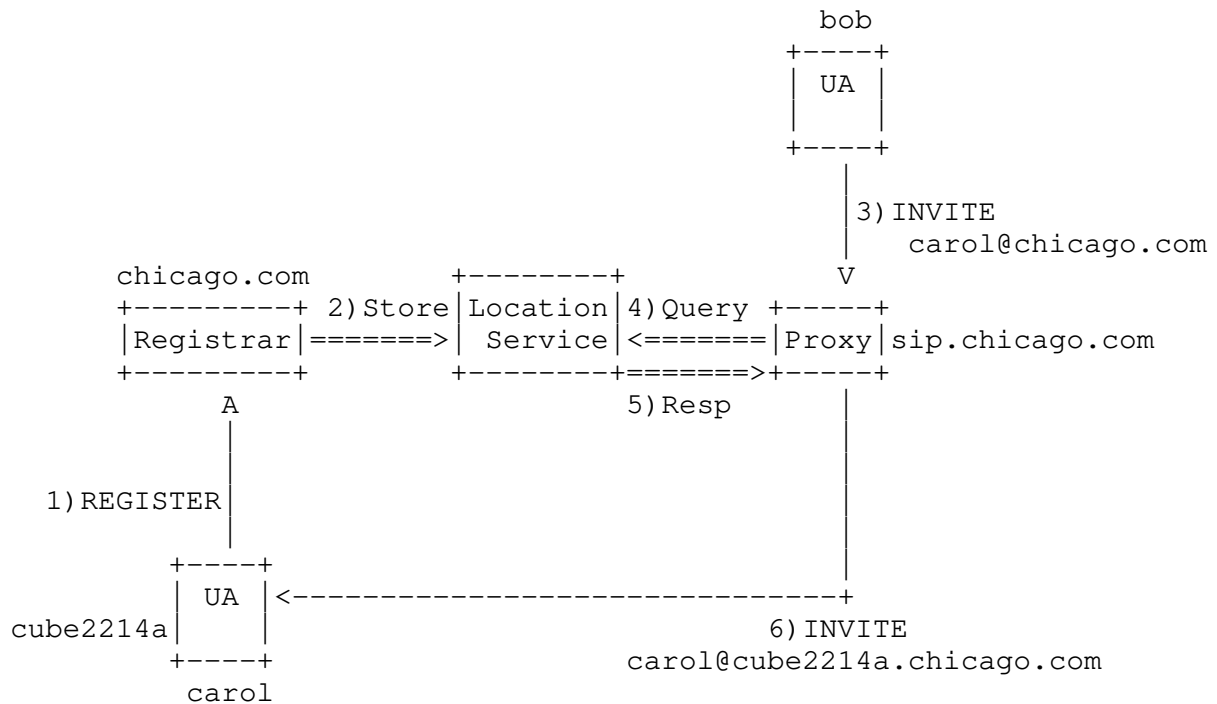 bob
+----+
| UA |
|    |
+----+
|
|3)INVITE
|   carol@chicago.com
chicago.com        +--------+            V
+---------+ 2)Store|Location|4)Query +-----+
|Registrar|=======>| Service|<=======|Proxy|sip.chicago.com
+---------+        +--------+=======>+-----+
A                      5)Resp      |
|                                  |
|                                  |
1)REGISTER|                                  |
|                                  |
+----+                                |
| UA |<-------------------------------+
cube2214a|    |                            6)INVITE
+----+                    carol@cube2214a.chicago.com
carol